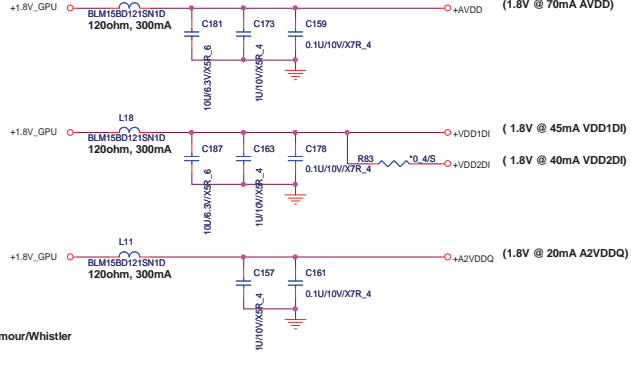 +1.8V_GPU
BLM15BD121SN1D
120ohm, 300mA
C181
10U/6.3V/X5R_6
C173
1U/10V/X5R_4
C159
0.1U/10V/X7R_4
+AVDD
(1.8V @ 70mA AVDD)
L18
+1.8V_GPU
BLM15BD121SN1D
120ohm, 300mA
C187
10U/6.3V/X5R_6
C163
1U/10V/X5R_4
C178
0.1U/10V/X7R_4
R83
*0_4/S
+VDD1DI
( 1.8V @ 45mA VDD1DI)
+VDD2DI
( 1.8V @ 40mA VDD2DI)
L11
+1.8V_GPU
BLM15BD121SN1D
120ohm, 300mA
C157
1U/10V/X5R_4
C161
0.1U/10V/X7R_4
+A2VDDQ
(1.8V @ 20mA A2VDDQ)
mour/Whistler